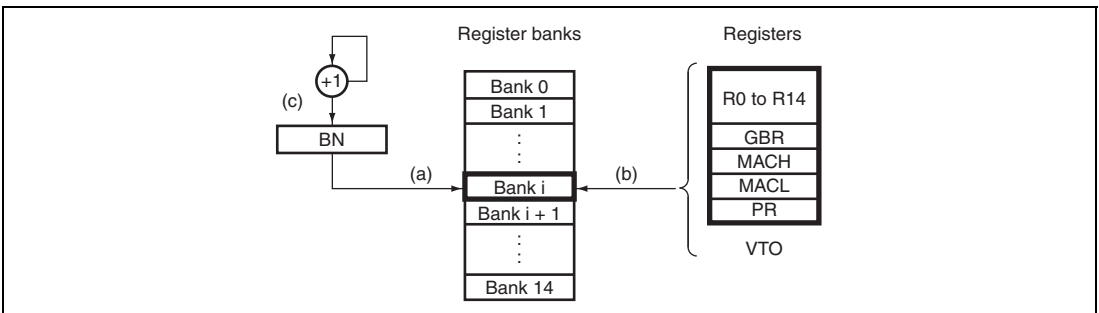 Register banks
Registers
+1
(c)
BN
(a)
Bank 0
Bank 1
Bank i
Bank i + 1
Bank 14
(b)
R0 to R14
GBR
MACH
MACL
PR
VTO